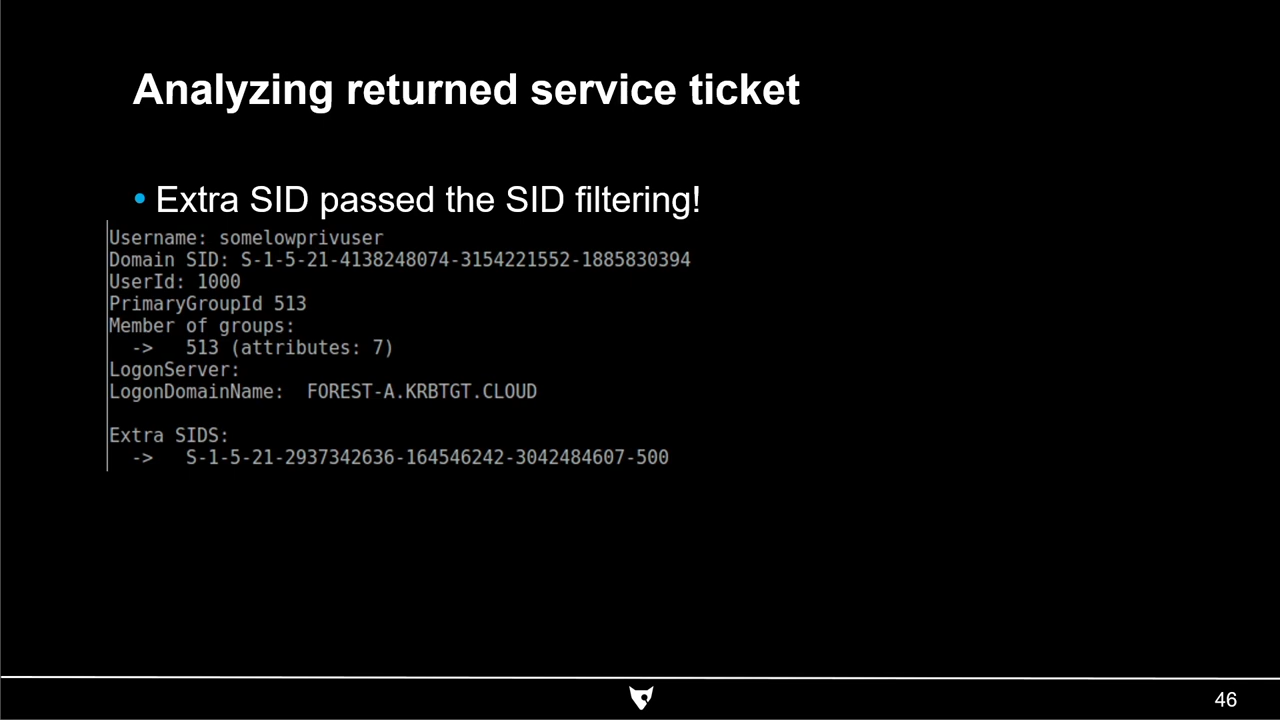 Analyzing returned service ticket
• Extra SID passed the SID filtering!
Username: somelowprivuser
Domain SID: S-1-5-21-4138248074-3154221552-1885830394
UserId: 1000
PrimaryGroupId 513
Member of groups:
  ->   513 (attributes: 7)
LogonServer:
LogonDomainName:  FOREST-A.KRBTGT.CLOUD
Extra SIDS:
  ->   S-1-5-21-2937342636-164546242-3042484607-500
46